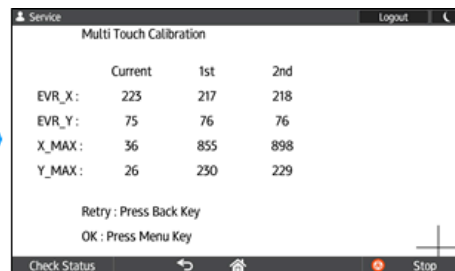 Service Logout
Multi Touch Calibration
Current 1st 2nd
EVR_X : 223 217 218
EVR_Y : 75 76 76
X_MAX : 36 855 898
Y_MAX : 26 230 229
Retry : Press Back Key
OK : Press Menu Key
Check Status Stop